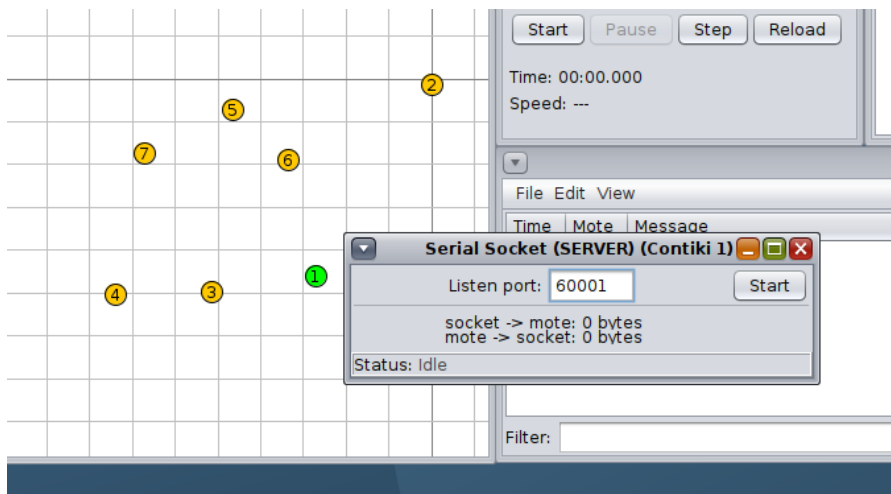 Start Pause Step Reload
Time: 00:00.000
Speed: ---
2
5
7
6
File Edit View
Time Mote Message
Serial Socket (SERVER) (Contiki 1)
1
Listen port: 60001 Start
4
3
socket -> mote: 0 bytes
mote -> socket: 0 bytes
Status: Idle
Filter: